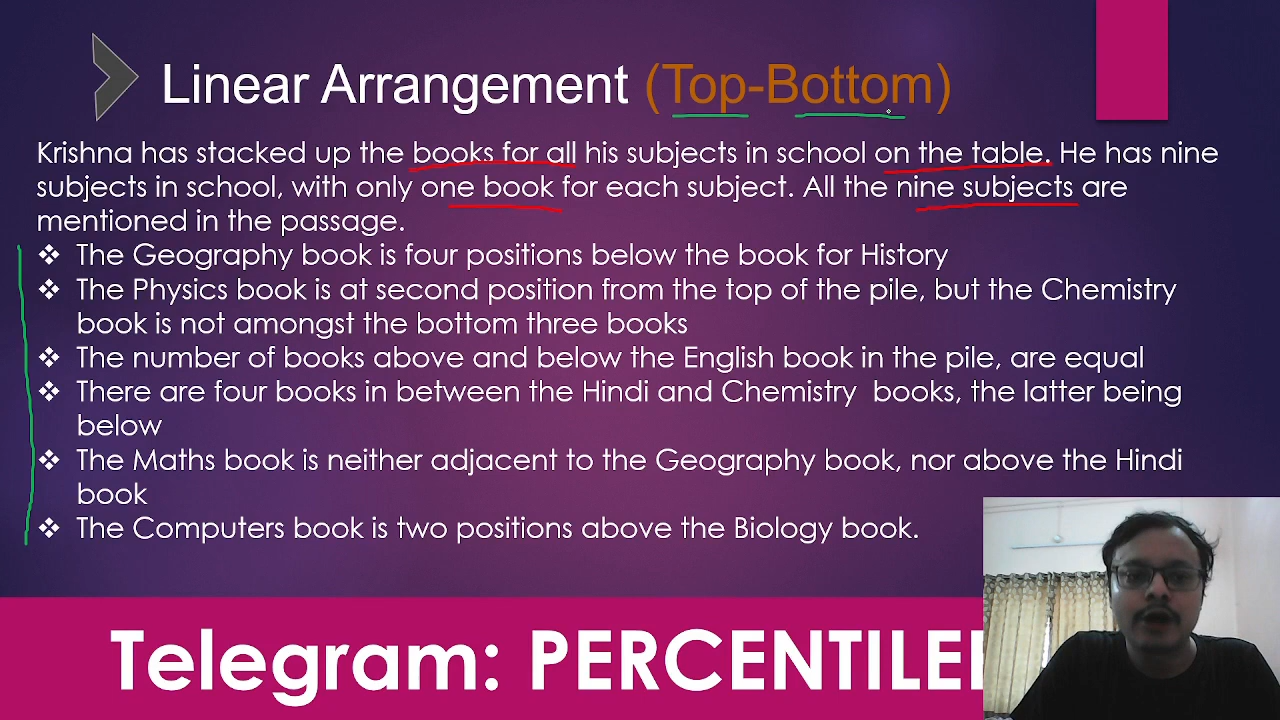 Linear Arrangement (Top-Bottom)
Krishna has stacked up the books for all his subjects in school on the table. He has nine
subjects in school, with only one book for each subject. All the nine subjects are
mentioned in the passage.
❖ The Geography book is four positions below the book for History
❖ The Physics book is at second position from the top of the pile, but the Chemistry
book is not amongst the bottom three books
❖ The number of books above and below the English book in the pile, are equal
❖ There are four books in between the Hindi and Chemistry books, the latter being
below
❖ The Maths book is neither adjacent to the Geography book, nor above the Hindi
book
❖ The Computers book is two positions above the Biology book.
Telegram: